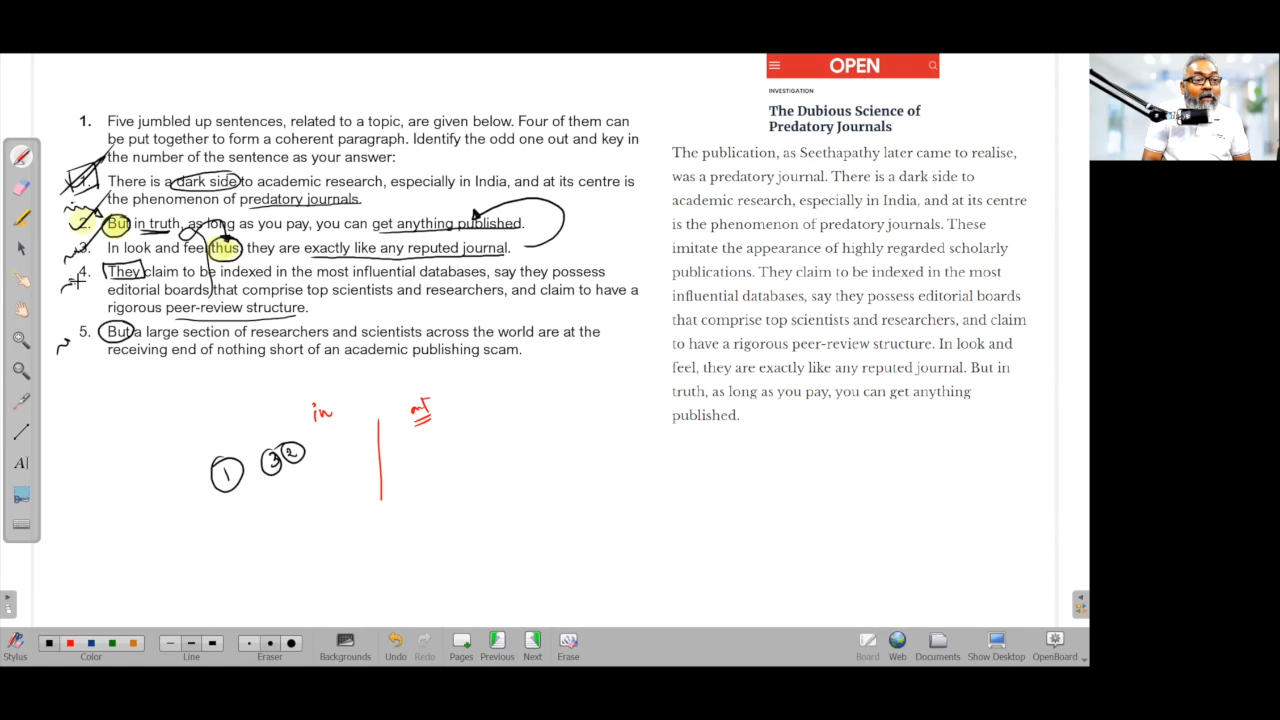 OPEN
INVESTIGATION
The Dubious Science of
Predatory Journals
1. Five jumbled up sentences, related to a topic, are given below. Four of them can
be put together to form a coherent paragraph. Identify the odd one out and key in
the number of the sentence as your answer:
1. There is a dark side to academic research, especially in India, and at its centre is
the phenomenon of predatory journals.
2. But in truth, as long as you pay, you can get anything published.
3. In look and feel thus, they are exactly like any reputed journal.
4. They claim to be indexed in the most influential databases, say they possess
editorial boards that comprise top scientists and researchers, and claim to have a
rigorous peer-review structure.
5. But a large section of researchers and scientists across the world are at the
receiving end of nothing short of an academic publishing scam.
The publication, as Seethapathy later came to realise,
was a predatory journal. There is a dark side to
academic research, especially in India, and at its centre
is the phenomenon of predatory journals. These
imitate the appearance of highly regarded scholarly
publications. They claim to be indexed in the most
influential databases, say they possess editorial boards
that comprise top scientists and researchers, and claim
to have a rigorous peer-review structure. In look and
feel, they are exactly like any reputed journal. But in
truth, as long as you pay, you can get anything
published.
in
out
1 3 2
Stylus
Color
Line
Eraser
Backgrounds
Undo
Redo
Pages
Previous
Next
Erase
Board
Web
Documents
Show Desktop
OpenBoard